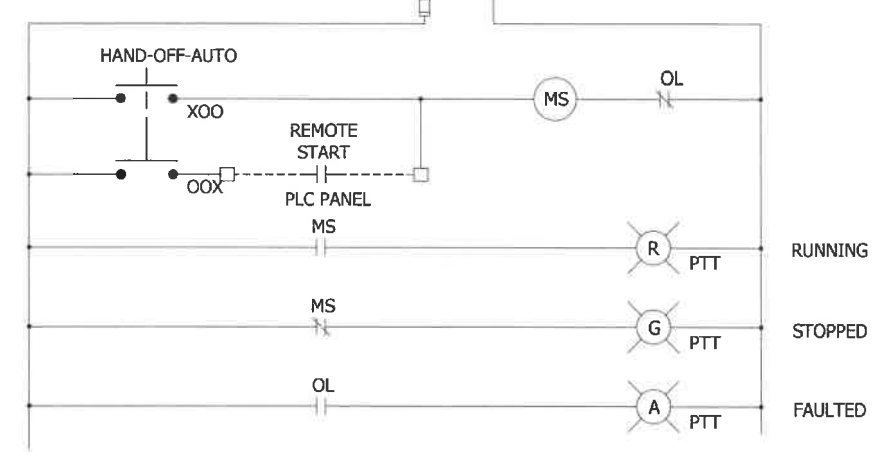 HAND-OFF-AUTO
OL
MS
XOO
REMOTE
START
OOX
PLC PANEL
MS
R
PTT
RUNNING
MS
G
PTT
STOPPED
OL
A
PTT
FAULTED